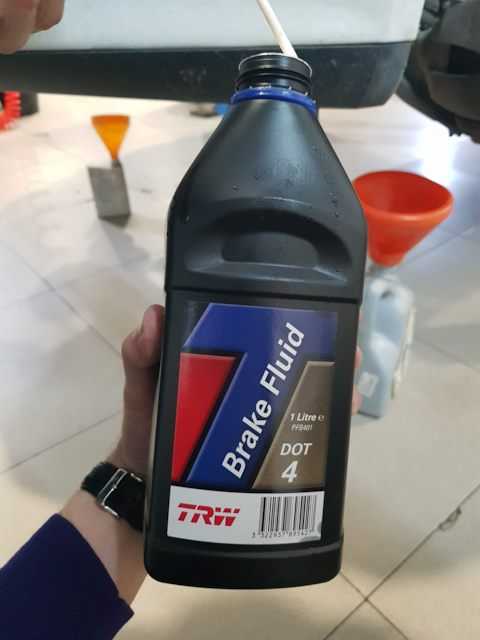 Brake Fluid
1 Litre e
PFB401
DOT
4
TRW